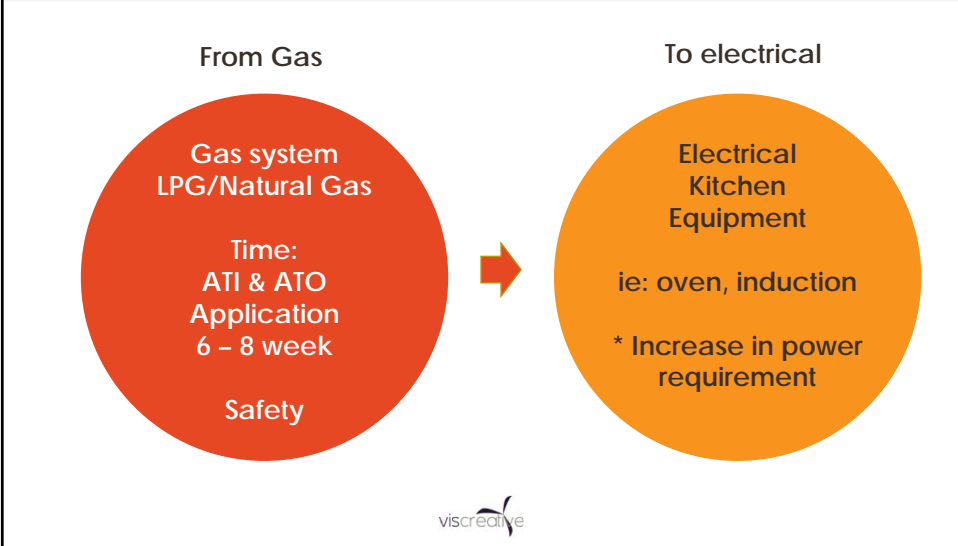 From Gas
Gas system
LPG/Natural Gas
Time:
ATI & ATO
Application
6 – 8 week
Safety
To electrical
Electrical
Kitchen
Equipment
ie: oven, induction
* Increase in power
requirement
viscreative